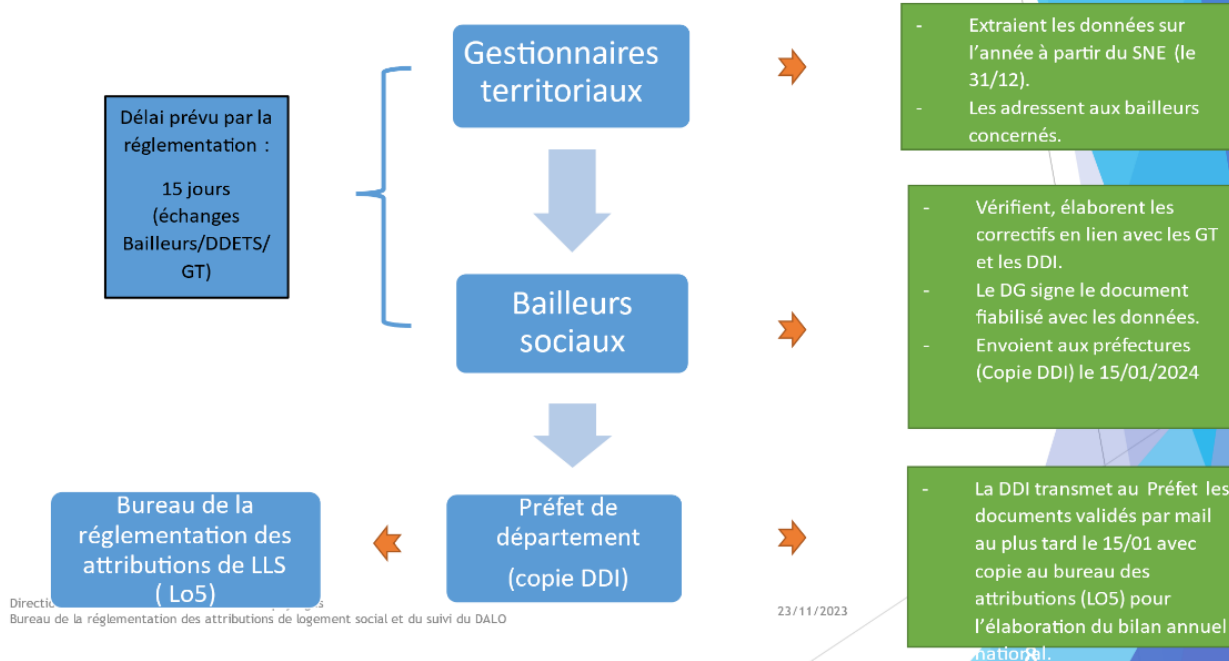 Gestionnaires
territoriaux
- Extraient les données sur
l'année à partir du SNE (le
31/12).
- Les adressent aux bailleurs
concernés.
Délai prévu par la
réglementation :
15 jours
(échanges
Bailleurs/DDETS/
GT)
Bailleurs
sociaux
- Vérifient, élaborent les
correctifs en lien avec les GT
et les DDI.
- Le DG signe le document
fiabilisé avec les données.
- Envoient aux préfectures
(Copie DDI) le 15/01/2024
Bureau de la
réglementation des
attributions de LLS
( Lo5)
Préfet de
département
(copie DDI)
- La DDI transmet au Préfet les
documents validés par mail
au plus tard le 15/01 avec
copie au bureau des
attributions (LO5) pour
l'élaboration du bilan annuel
national.
Bureau de la réglementation des attributions de logement social et du suivi du DALO
23/11/2023
8